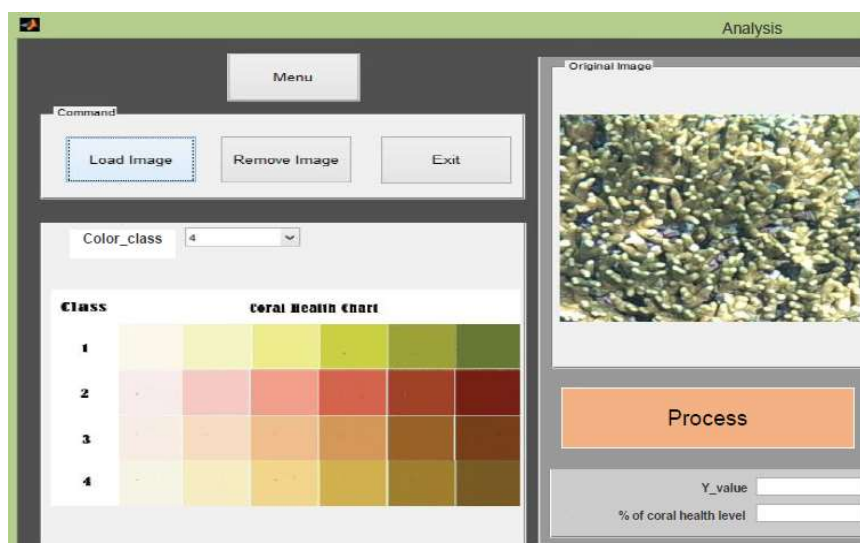 Analysis
Menu
Command
Load Image
Remove Image
Exit
Color_class 4
Class Coral Health Chart
1
2
3
4
Original Image
Process
Y_value
% of coral health level